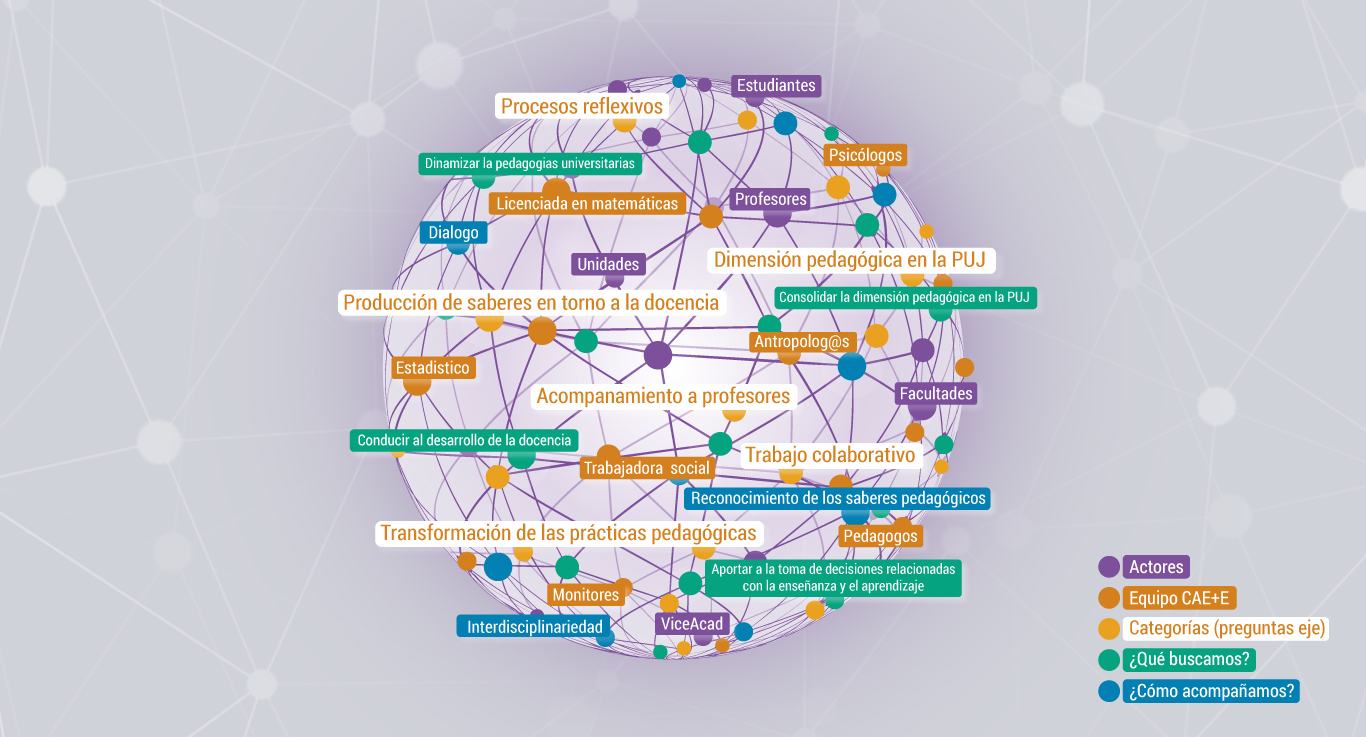 Estudiantes
Procesos reflexivos
Psicólogos
Dinamizar la pedagogias universitarias
Licenciada en matemáticas
Profesores
Dialogo
Unidades
Dimensión pedagógica en la PUJ
Producción de saberes en torno a la docencia
Consolidar la dimensión pedagógica en la PUJ
Antropolog@s
Estadistico
Acompanamiento a profesores
Facultades
Conducir al desarrollo de la docencia
Trabajo colaborativo
Trabajadora social
Reconocimiento de los saberes pedagógicos
Transformación de las prácticas pedagógicas
Pedagogos
Aportar a la toma de decisiones relacionadas
con la enseñanza y el aprendizaje
Monitores
Interdisciplinariedad
ViceAcad
Actores
Equipo CAE+E
Categorías (preguntas eje)
¿Qué buscamos?
¿Cómo acompañamos?